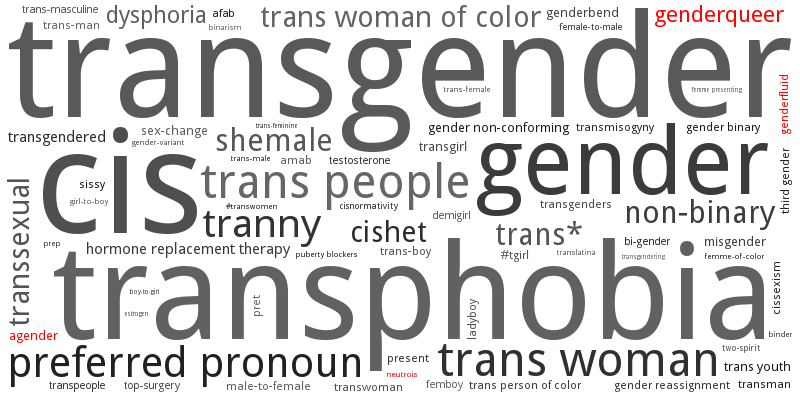 trans-masculine
dysphoria
afab
trans woman of color
genderbend
genderqueer
trans-man
binarism
female-to-male
transgender
trans-female
femme presenting
genderfluid
transgendered
sex-change
trans-feminine
gender-variant
shemale
gender non-conforming
transmisogyny
gender binary
cis
trans-male
amab
testosterone
transgirl
gender
third gender
transsexual
sissy
girl-to-boy
trans people
#transwomen
cisnormativity
demigirl
transgenders
non-binary
tranny
cishet
trans*
prep
hormone replacement therapy
puberty blockers
trans-boy
#tgirl
translatina
bi-gender
transgendering
misgender
femme-of-color
transphobia
boy-to-girl
estrogen
pret
ladyboy
cissexism
agender
binder
preferred pronoun
present
neutrois
trans woman
two-spirit
trans youth
transpeople
top-surgery
male-to-female
transwoman
femboy
trans person of color
gender reassignment
transman